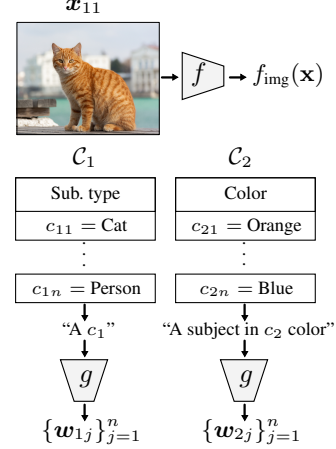 x₁₁
f
f_img(x)
C₁ C₂
Sub. type Color
c₁₁ = Cat c₂₁ = Orange
⋮ ⋮
c₁ₙ = Person c₂ₙ = Blue
“A c₁” “A subject in c₂ color”
g g
{w₁ⱼ}ⁿⱼ₌₁ {w₂ⱼ}ⁿⱼ₌₁